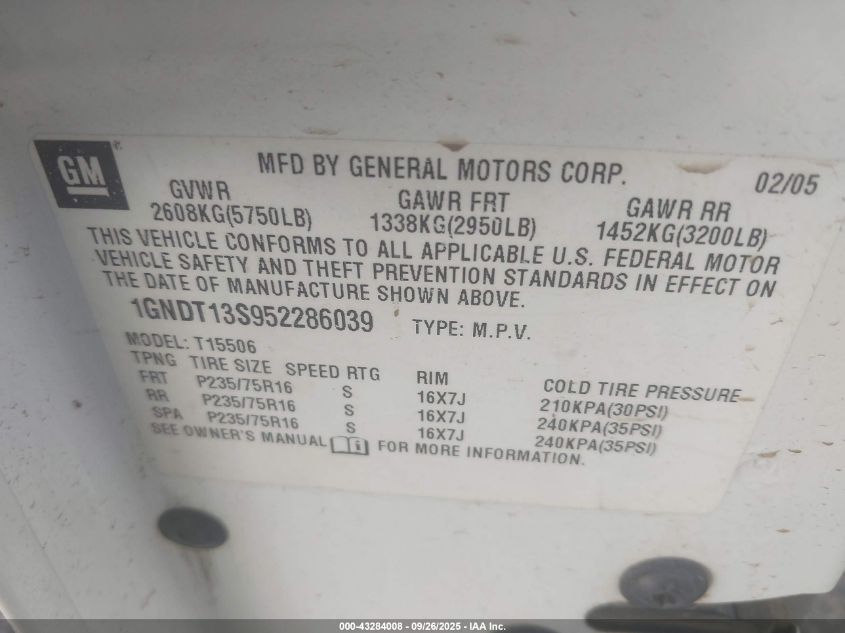 GM
MFD BY GENERAL MOTORS CORP.
02/05
GVWR
2608KG(5750LB)
GAWR FRT
1338KG(2950LB)
GAWR RR
1452KG(3200LB)
THIS VEHICLE CONFORMS TO ALL APPLICABLE U.S. FEDERAL MOTOR
VEHICLE SAFETY AND THEFT PREVENTION STANDARDS IN EFFECT ON
THE DATE OF MANUFACTURE SHOWN ABOVE.
1GNDT13S952286039 TYPE: M.P.V.
MODEL: T15506
TPNG TIRE SIZE SPEED RTG RIM COLD TIRE PRESSURE
FRT P235/75R16 S 16X7J 210KPA(30PSI)
RR P235/75R16 S 16X7J 240KPA(35PSI)
SPA P235/75R16 S 16X7J 240KPA(35PSI)
SEE OWNER'S MANUAL FOR MORE INFORMATION.
000-43284008 - 09/26/2025 - IAA Inc.